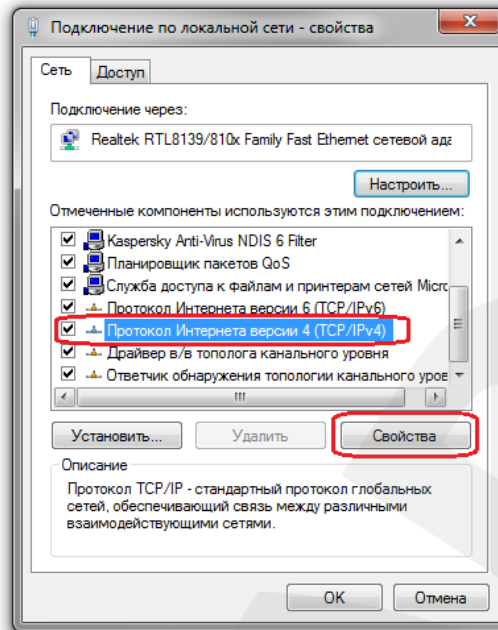 Подключение по локальной сети - свойства
Сеть
Доступ
Подключение через:
Realtek RTL8139/810x Family Fast Ethernet сетевой ада
Настроить...
Отмеченные компоненты используются этим подключением:
Kaspersky Anti-Virus NDIS 6 Filter
Планировщик пакетов QoS
Служба доступа к файлам и принтерам сетей Micro
Протокол Интернета версии 6 (TCP/IPv6)
Протокол Интернета версии 4 (TCP/IPv4)
Драйвер в/в тополога канального уровня
Ответчик обнаружения топологии канального уров
Установить...
Удалить
Свойства
Описание
Протокол TCP/IP - стандартный протокол глобальных
сетей, обеспечивающий связь между различными
взаимодействующими сетями.
OK
Отмена